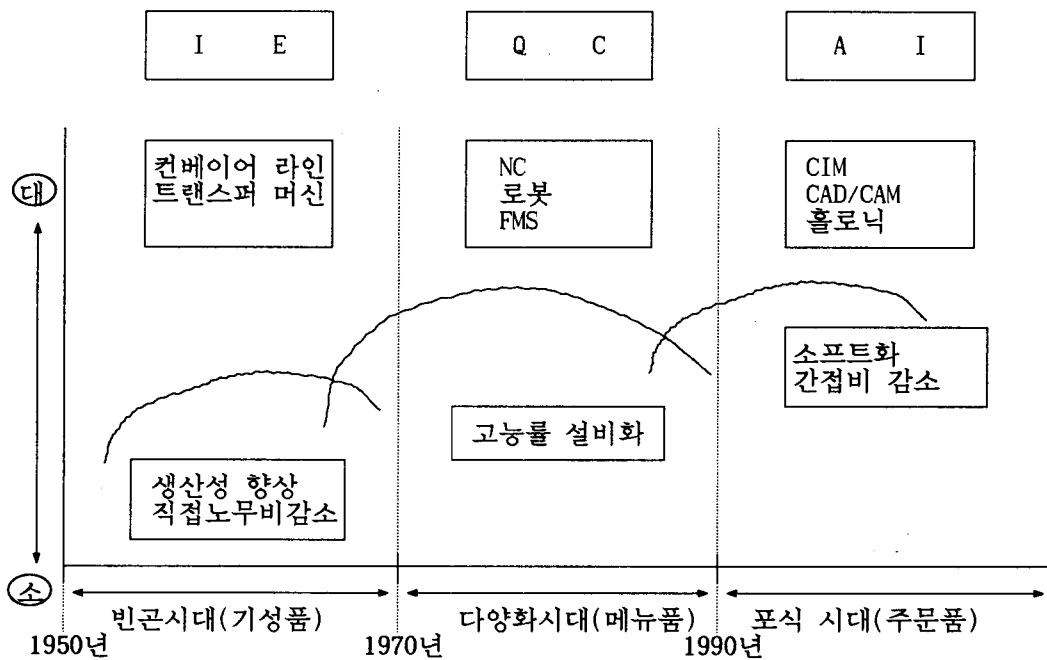 I E
Q C
A I
컨베이어 라인
트랜스퍼 머신
NC
로봇
FMS
CIM
CAD/CAM
홀로닉
대
소프트화
간접비 감소
고능률 설비화
생산성 향상
직접노무비감소
소
빈곤시대(기성품)
다양화시대(메뉴품)
포식 시대(주문품)
1950년
1970년
1990년